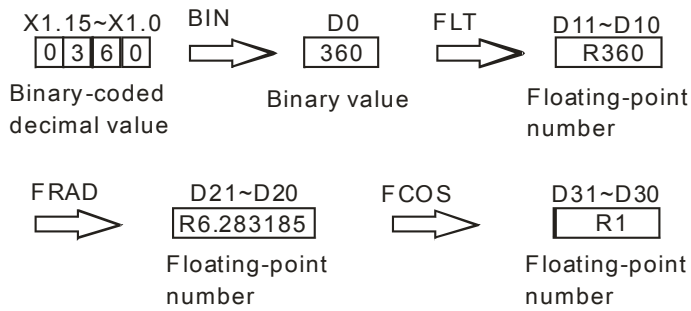 X1.15~X1.0 BIN D0 FLT D11~D10
0 3 6 0 360 R360
Binary-coded decimal value
Binary value
Floating-point number
FRAD D21~D20 FCOS D31~D30
R6.283185 R1
Floating-point number
Floating-point number